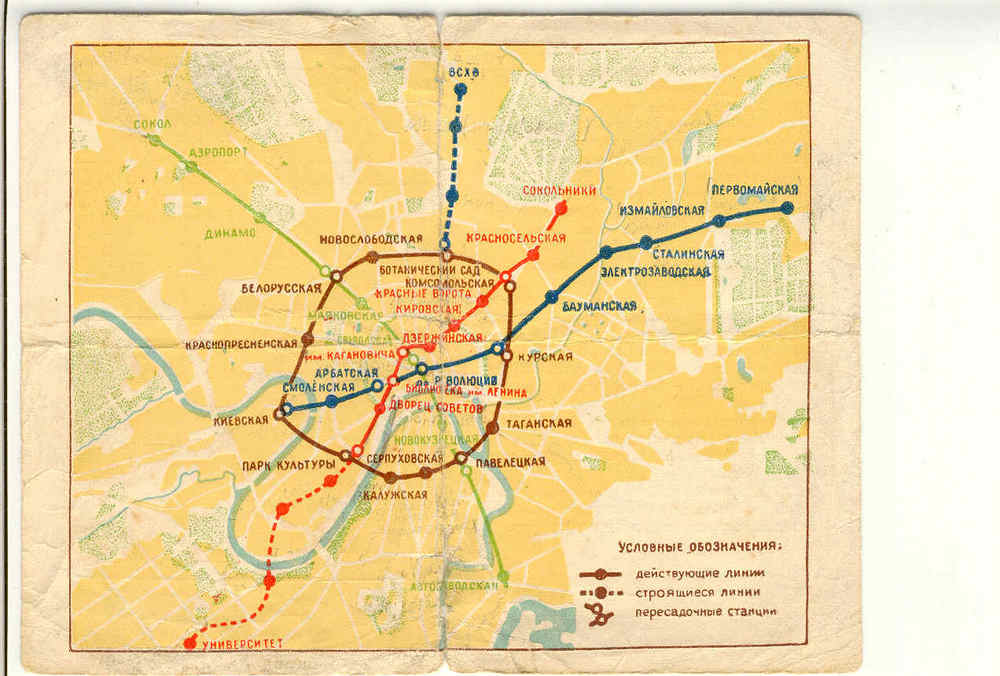 ВСХВ
СОКОЛ
АЭРОПОРТ
ДИНАМО
СОКОЛЬНИКИ
ПЕРВОМАЙСКАЯ
ИЗМАЙЛОВСКАЯ
СТАЛИНСКАЯ
ЭЛЕКТРОЗАВОДСКАЯ
БАУМАНСКАЯ
КРАСНОСЕЛЬСКАЯ
НОВОСЛОБОДСКАЯ
БОТАНИЧЕСКИЙ САД
КОМСОМОЛЬСКАЯ
БЕЛОРУССКАЯ
КРАСНЫЕ ВОРОТА
КИРОВСКАЯ
МАЯКОВСКАЯ
ДЗЕРЖИНСКАЯ
КРАСНОПРЕСНЕНСКАЯ
им. КАГАНОВИЧА
КУРСКАЯ
АРБАТСКАЯ
СМОЛЕНСКАЯ
РЕВОЛЮЦИИ
БИБЛИОТЕКА им. ЛЕНИНА
ДВОРЕЦ СОВЕТОВ
КИЕВСКАЯ
ТАГАНСКАЯ
НОВОКУЗНЕЦКАЯ
ПАРК КУЛЬТУРЫ
СЕРПУХОВСКАЯ
ПАВЕЛЕЦКАЯ
КАЛУЖСКАЯ
АВТОЗАВОДСКАЯ
УНИВЕРСИТЕТ
УСЛОВНЫЕ ОБОЗНАЧЕНИЯ:
действующие линии
строящиеся линии
пересадочные станции